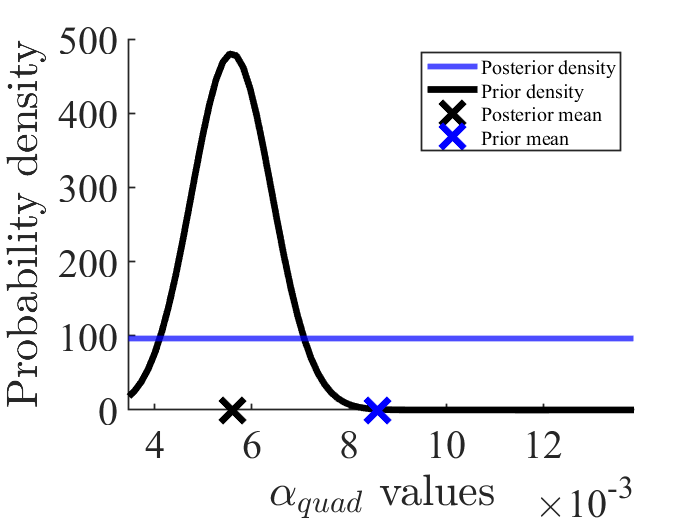 500
400
300
200
100
0
Probability density
Posterior density
Prior density
Posterior mean
Prior mean
4 6 8 10 12
α_quad values
×10^-3